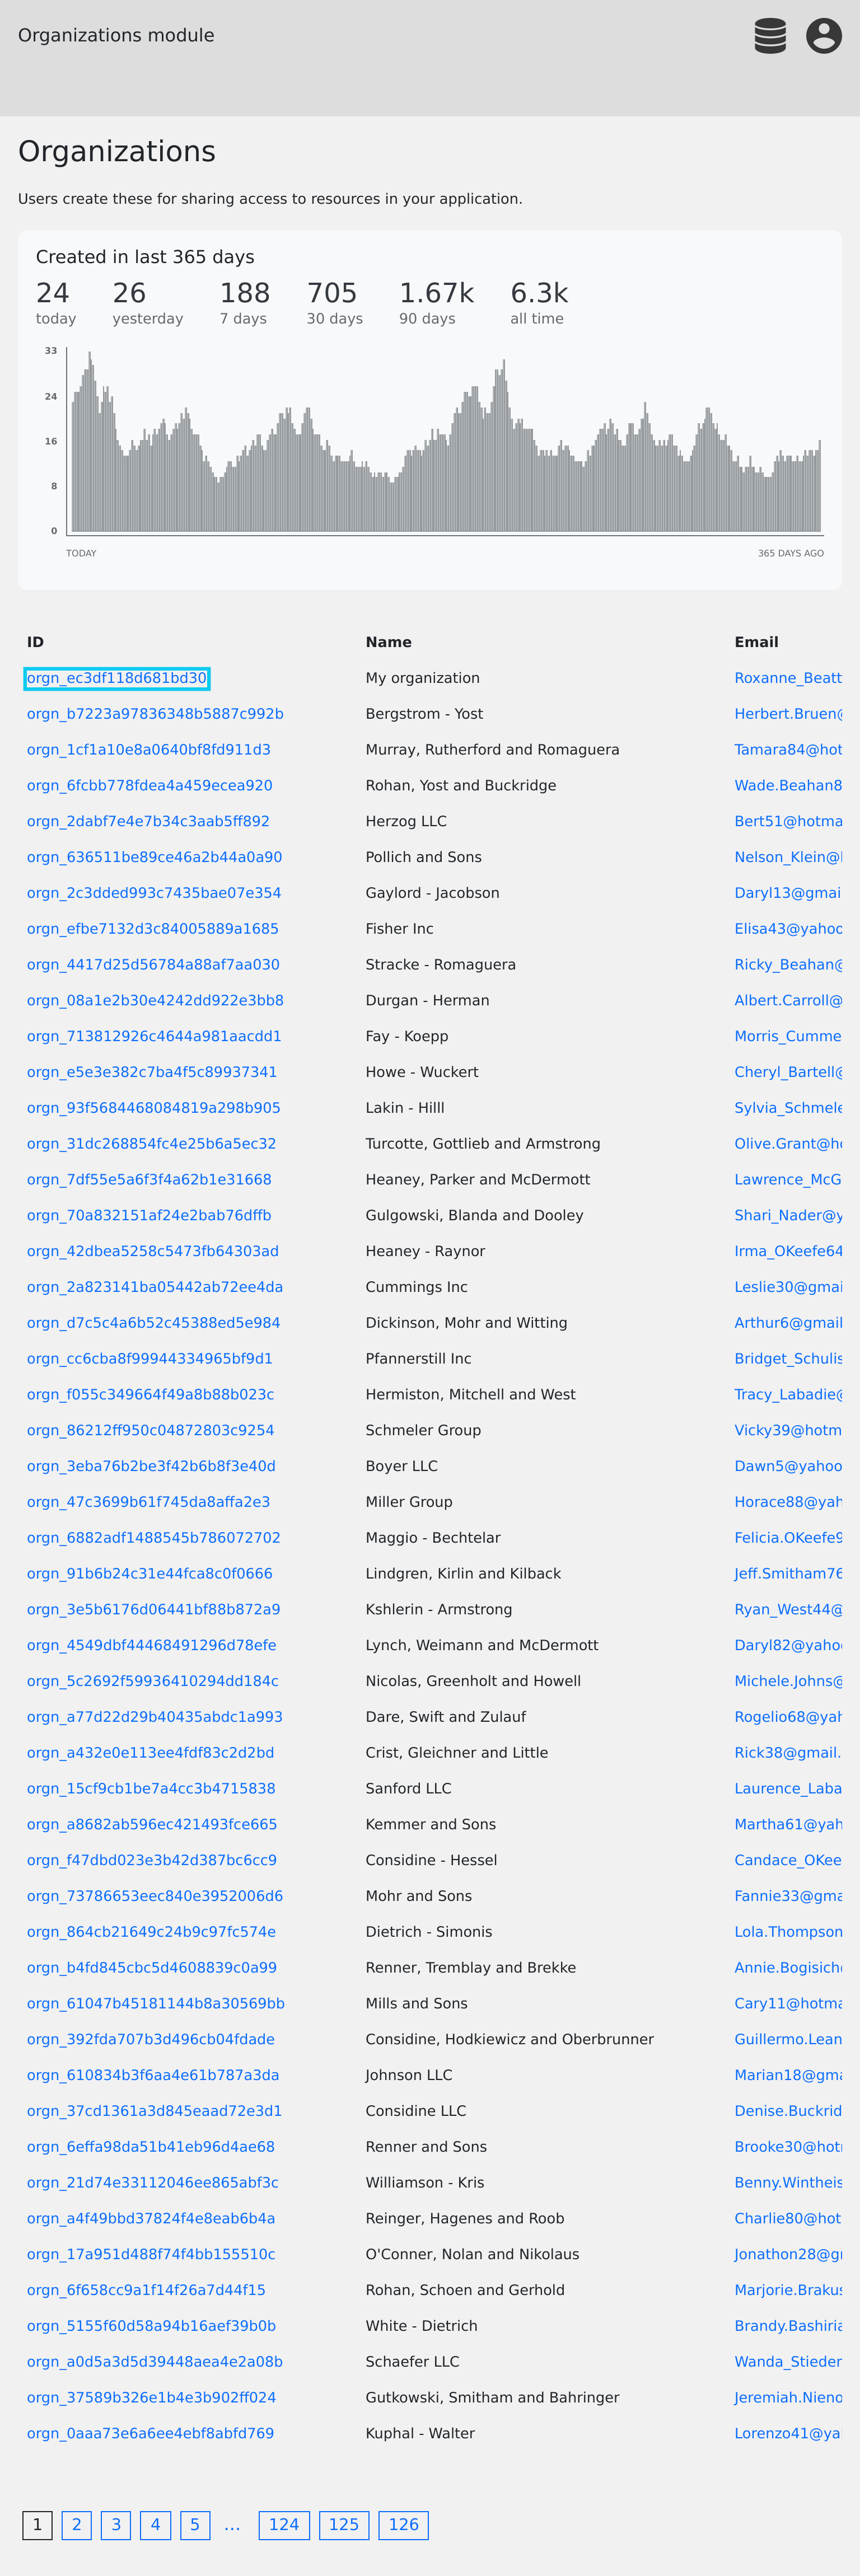 Organizations module
Organizations
Users create these for sharing access to resources in your application.
Created in last 365 days
24 26 188 705 1.67k 6.3k
today yesterday 7 days 30 days 90 days all time
33
24
16
8
0
TODAY 365 DAYS AGO
ID Name Email
orgn_ec3df118d681bd30 My organization Roxanne_Beatt
orgn_b7223a97836348b5887c992b Bergstrom - Yost Herbert.Bruen@
orgn_1cf1a10e8a0640bf8fd911d3 Murray, Rutherford and Romaguera Tamara84@hot
orgn_6fcbb778fdea4a459ecea920 Rohan, Yost and Buckridge Wade.Beahan8
orgn_2dabf7e4e7b34c3aab5ff892 Herzog LLC Bert51@hotma
orgn_636511be89ce46a2b44a0a90 Pollich and Sons Nelson_Klein@
orgn_2c3dded993c7435bae07e354 Gaylord - Jacobson Daryl13@gmai
orgn_efbe7132d3c84005889a1685 Fisher Inc Elisa43@yahoo
orgn_4417d25d56784a88af7aa030 Stracke - Romaguera Ricky_Beahan@
orgn_08a1e2b30e4242dd922e3bb8 Durgan - Herman Albert.Carroll@
orgn_713812926c4644a981aacdd1 Fay - Koepp Morris_Cumme
orgn_e5e3e382c7ba4f5c89937341 Howe - Wuckert Cheryl_Bartell@
orgn_93f5684468084819a298b905 Lakin - Hilll Sylvia_Schmele
orgn_31dc268854fc4e25b6a5ec32 Turcotte, Gottlieb and Armstrong Olive.Grant@ho
orgn_7df55e5a6f3f4a62b1e31668 Heaney, Parker and McDermott Lawrence_McG
orgn_70a832151af24e2bab76dffb Gulgowski, Blanda and Dooley Shari_Nader@y
orgn_42dbea5258c5473fb64303ad Heaney - Raynor Irma_OKeefe64
orgn_2a823141ba05442ab72ee4da Cummings Inc Leslie30@gmai
orgn_d7c5c4a6b52c45388ed5e984 Dickinson, Mohr and Witting Arthur6@gmail
orgn_cc6cba8f99944334965bf9d1 Pfannerstill Inc Bridget_Schulis
orgn_f055c349664f49a8b88b023c Hermiston, Mitchell and West Tracy_Labadie@
orgn_86212ff950c04872803c9254 Schmeler Group Vicky39@hotm
orgn_3eba76b2be3f42b6b8f3e40d Boyer LLC Dawn5@yahoo
orgn_47c3699b61f745da8affa2e3 Miller Group Horace88@yah
orgn_6882adf1488545b786072702 Maggio - Bechtelar Felicia.OKeefe9
orgn_91b6b24c31e44fca8c0f0666 Lindgren, Kirlin and Kilback Jeff.Smitham76
orgn_3e5b6176d06441bf88b872a9 Kshlerin - Armstrong Ryan_West44@
orgn_4549dbf44468491296d78efe Lynch, Weimann and McDermott Daryl82@yaho
orgn_5c2692f59936410294dd184c Nicolas, Greenholt and Howell Michele.Johns@
orgn_a77d22d29b40435abdc1a993 Dare, Swift and Zulauf Rogelio68@yah
orgn_a432e0e113ee4fdf83c2d2bd Crist, Gleichner and Little Rick38@gmail.
orgn_15cf9cb1be7a4cc3b4715838 Sanford LLC Laurence_Laba
orgn_a8682ab596ec421493fce665 Kemmer and Sons Martha61@yah
orgn_f47dbd023e3b42d387bc6cc9 Considine - Hessel Candace_OKee
orgn_73786653eec840e3952006d6 Mohr and Sons Fannie33@gma
orgn_864cb21649c24b9c97fc574e Dietrich - Simonis Lola.Thompson
orgn_b4fd845cbc5d4608839c0a99 Renner, Tremblay and Brekke Annie.Bogisich
orgn_61047b45181144b8a30569bb Mills and Sons Cary11@hotma
orgn_392fda707b3d496cb04fdade Considine, Hodkiewicz and Oberbrunner Guillermo.Lean
orgn_610834b3f6aa4e61b787a3da Johnson LLC Marian18@gma
orgn_37cd1361a3d845eaad72e3d1 Considine LLC Denise.Buckrid
orgn_6effa98da51b41eb96d4ae68 Renner and Sons Brooke30@hot
orgn_21d74e33112046ee865abf3c Williamson - Kris Benny.Wintheis
orgn_a4f49bbd37824f4e8eab6b4a Reinger, Hagenes and Roob Charlie80@hot
orgn_17a951d488f74f4bb155510c O'Conner, Nolan and Nikolaus Jonathon28@g
orgn_6f658cc9a1f14f26a7d44f15 Rohan, Schoen and Gerhold Marjorie.Brakus
orgn_5155f60d58a94b16aef39b0b White - Dietrich Brandy.Bashiria
orgn_a0d5a3d5d39448aea4e2a08b Schaefer LLC Wanda_Stieder
orgn_37589b326e1b4e3b902ff024 Gutkowski, Smitham and Bahringer Jeremiah.Nieno
orgn_0aaa73e6a6ee4ebf8abfd769 Kuphal - Walter Lorenzo41@ya
1 2 3 4 5 … 124 125 126